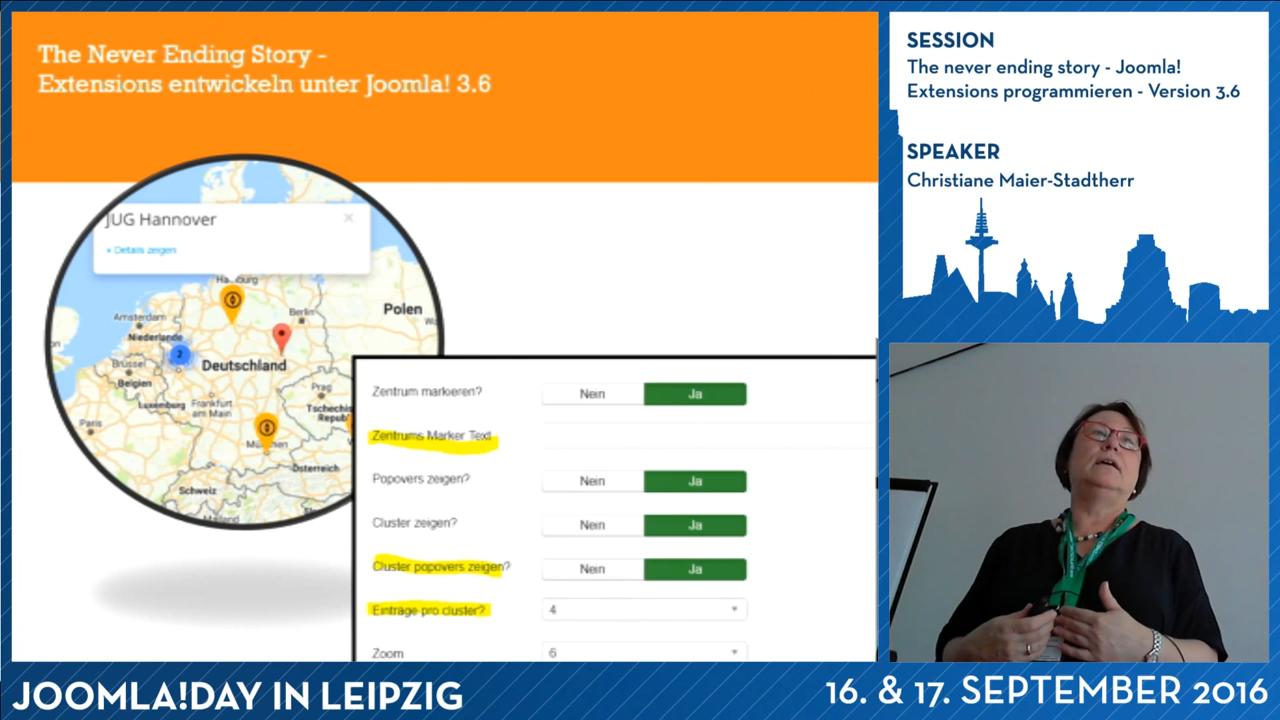 The Never Ending Story -
Extensions entwickeln unter Joomla! 3.6
JUG Hannover
Details zeigen
Hamburg
Polen
Amsterdam
Berlin
Niederlande
2
Deutschland
Brüssel
Belgien
Prag
Luxemburg
Frankfurt
am Main
Tschechis
Republ
Paris
München
Österreich
Schweiz
Mailand
Zentrum markieren?
Nein
Ja
Zentrums Marker Text
Popovers zeigen?
Nein
Ja
Cluster zeigen?
Nein
Ja
Cluster popovers zeigen?
Nein
Ja
Einträge pro cluster?
4
Zoom
6
SESSION
The never ending story - Joomla!
Extensions programmieren - Version 3.6
SPEAKER
Christiane Maier-Stadtherr
JOOMLA!DAY IN LEIPZIG
16. & 17. SEPTEMBER 2016